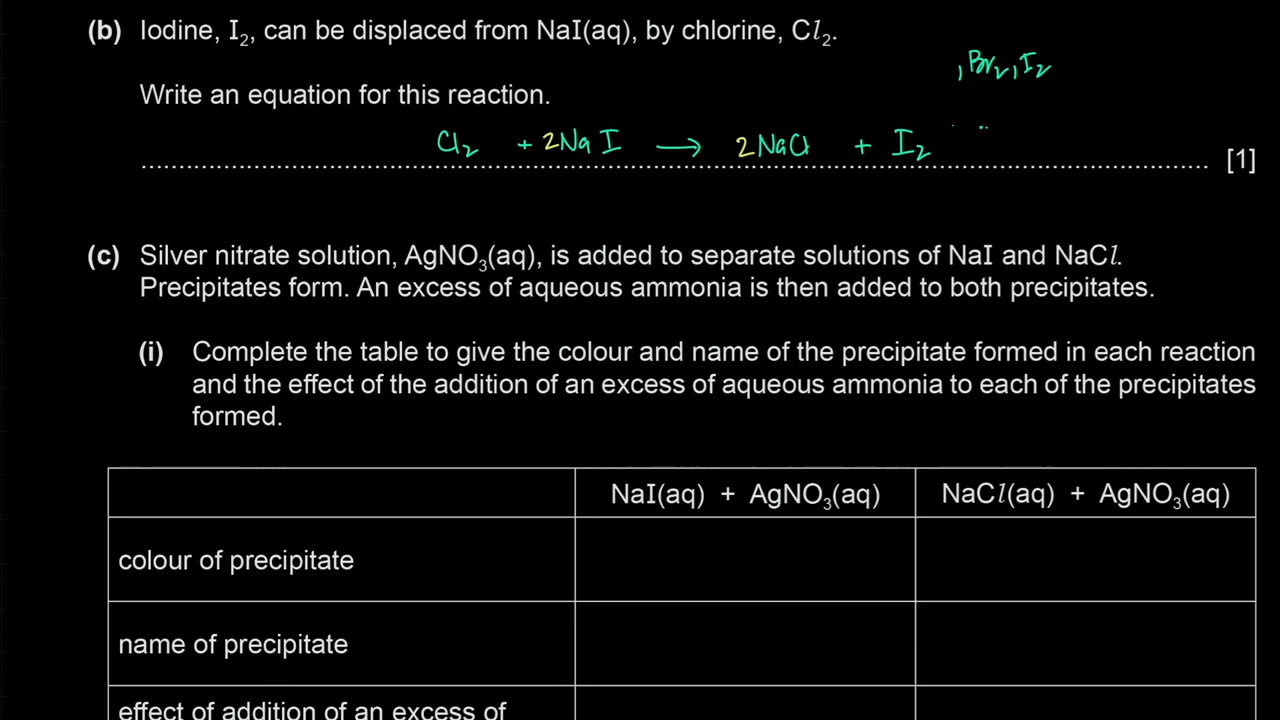 (b) Iodine, I₂, can be displaced from NaI(aq), by chlorine, Cl₂.
, Br₂, I₂
Write an equation for this reaction.
Cl₂ + 2NaI → 2NaCl + I₂
[1]
(c) Silver nitrate solution, AgNO₃(aq), is added to separate solutions of NaI and NaCl.
Precipitates form. An excess of aqueous ammonia is then added to both precipitates.
(i) Complete the table to give the colour and name of the precipitate formed in each reaction
and the effect of the addition of an excess of aqueous ammonia to each of the precipitates
formed.
NaI(aq) + AgNO₃(aq) NaCl(aq) + AgNO₃(aq)
colour of precipitate
name of precipitate
effect of addition of an excess of